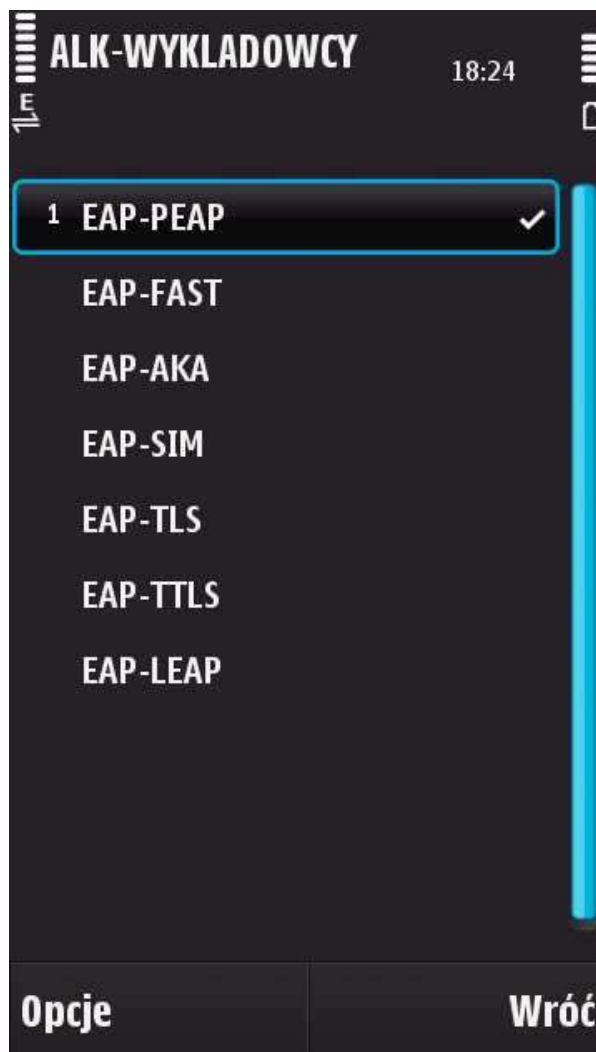 ALK-WYKLADOWCY
18:24
E
1 EAP-PEAP
EAP-FAST
EAP-AKA
EAP-SIM
EAP-TLS
EAP-TTLS
EAP-LEAP
Opcje
Wróć